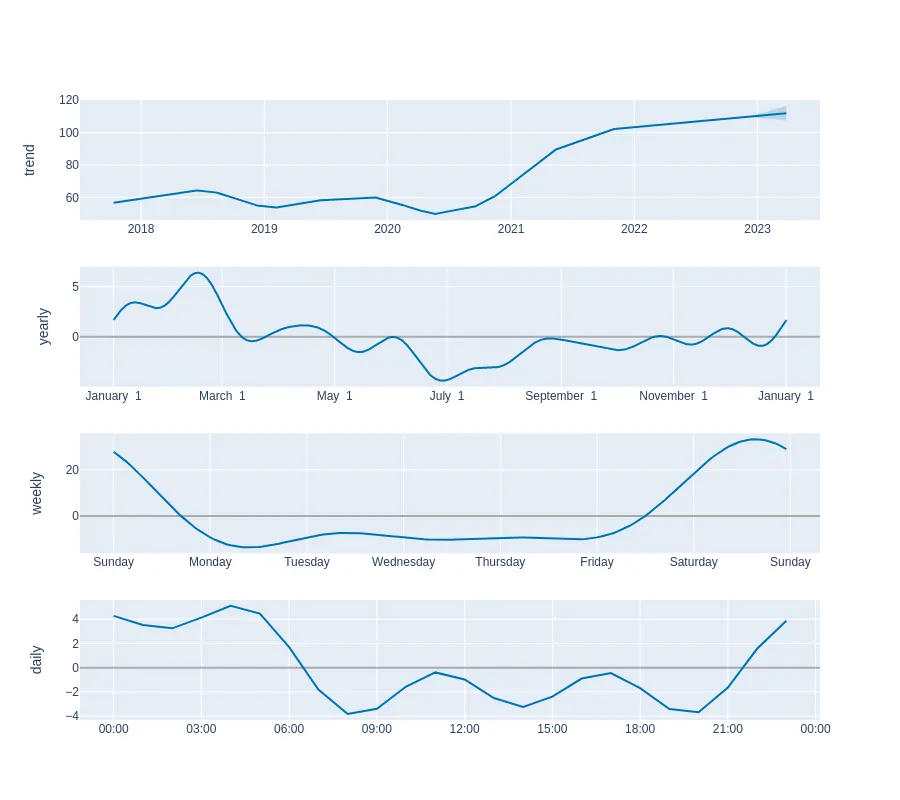 trend
120
100
80
60
2018 2019 2020 2021 2022 2023
yearly
5
0
January 1 March 1 May 1 July 1 September 1 November 1 January 1
weekly
20
0
Sunday Monday Tuesday Wednesday Thursday Friday Saturday Sunday
daily
4
2
0
−2
−4
00:00 03:00 06:00 09:00 12:00 15:00 18:00 21:00 00:00